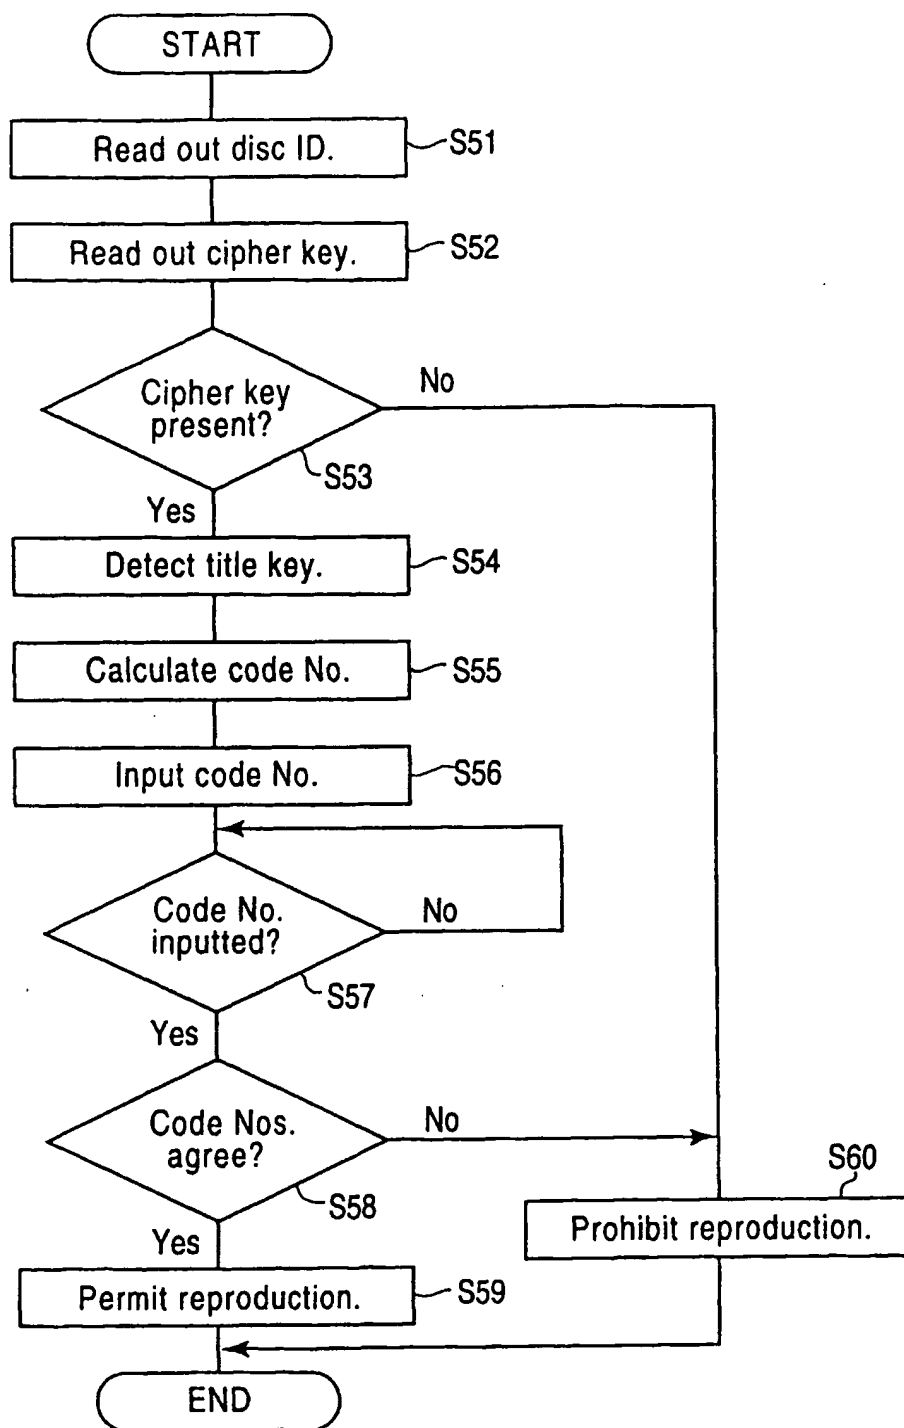 START
Read out disc ID.
S51
Read out cipher key.
S52
Cipher key
present?
No
S53
Yes
Detect title key.
S54
Calculate code No.
S55
Input code No.
S56
Code No.
inputted?
No
S57
Yes
Code Nos.
agree?
No
S58
S60
Yes
Prohibit reproduction.
Permit reproduction.
S59
END